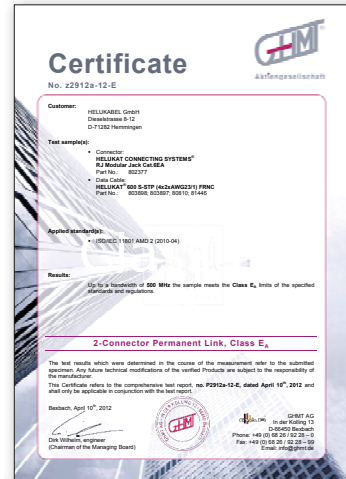 Certificate
No. z2912a-12-E
GHMT
Aktiengesellschaft
Customer:
HELUKABEL GmbH
Dieselstrasse 8-12
D-71282 Hemmingen
Test sample(s):
• Connector:
HELUKAT CONNECTING SYSTEMS®
RJ Modular Jack Cat.6EA
Part No.: 802377
• Data Cable:
HELUKAT® 600 S-STP (4x2xAWG23/1) FRNC
Part No.: 803898; 803897; 80810; 81446
Applied standard(s):
• ISO/IEC 11801 AMD 2 (2010-04)
Results:
Up to a bandwidth of 500 MHz the sample meets the Class EA limits of the specified
standards and regulations.
2-Connector Permanent Link, Class EA
The test results which were determined in the course of the measurement refer to the submitted
specimen. Any future technical modifications of the verified Products are subject to the responsibility of
the manufacturer.
This Certificate refers to the comprehensive test report, no. P2912a-12-E, dated April 10th, 2012 and
shall only be applicable in conjunction with the test report.
Bexbach, April 10th, 2012
Dirk Wilhelm, engineer
(Chairman of the Managing Board)
GHMT AG
In der Kolling 13
D-66450 Bexbach
Phone: +49 (0) 68 26 / 92 28 – 0
Fax: +49 (0) 68 26 / 92 28 – 99
Email: info@ghmt.de